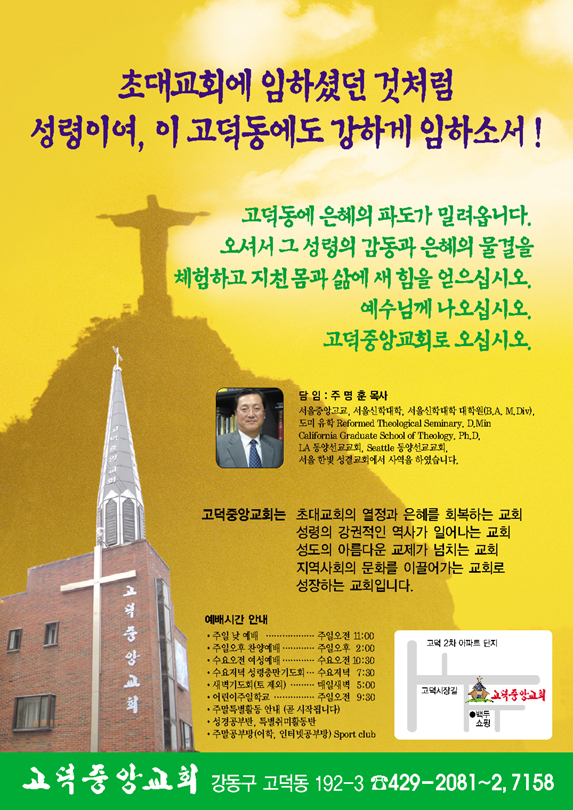 초대교회에 임하셨던 것처럼
성령이여, 이 고덕동에도 강하게 임하소서 !
고덕동에 은혜의 파도가 밀려옵니다.
오셔서 그 성령의 감동과 은혜의 물결을
체험하고 지친 몸과 삶에 새 힘을 얻으십시오.
예수님께 나오십시오.
고덕중앙교회로 오십시오.
담 임 : 주 명 훈 목사
서울중앙고교, 서울신학대학, 서울신학대학 대학원(B.A. M.Div),
도미 유학 Reformed Theological Seminary, D.Min
California Graduate School of Theology, Ph.D.
LA 동양선교교회, Seattle 동양선교교회,
서울 한빛 성결교회에서 사역을 하였습니다.
고덕중앙교회는 초대교회의 열정과 은혜를 회복하는 교회
성령의 강권적인 역사가 일어나는 교회
성도의 아름다운 교제가 넘치는 교회
지역사회의 문화를 이끌어가는 교회로
성장하는 교회입니다.
고덕중앙교회
고덕중앙교회
예배시간 안내
· 주일 낮 예배 ·················· 주일오전 11:00
· 주일오후 찬양예배 ············ 주일오후 2:00
· 수요오전 여성예배 ············ 수요오전 10:30
· 수요저녁 성령충만기도회 ··· 수요저녁 7:30
· 새벽기도회(토 제외) ········· 매일새벽 5:00
· 어린이주일학교 ··············· 주일오전 9:30
· 주말특별활동 안내 (곧 시작됩니다)
· 성경공부반, 특별취미활동반
· 주말공부방(어학, 인터넷공부방) Sport club
고덕 2차 아파트 단지
고덕시장길
고덕중앙교회
●백두
쇼핑
고덕중앙교회 강동구 고덕동 192-3 ☎429-2081~2, 7158